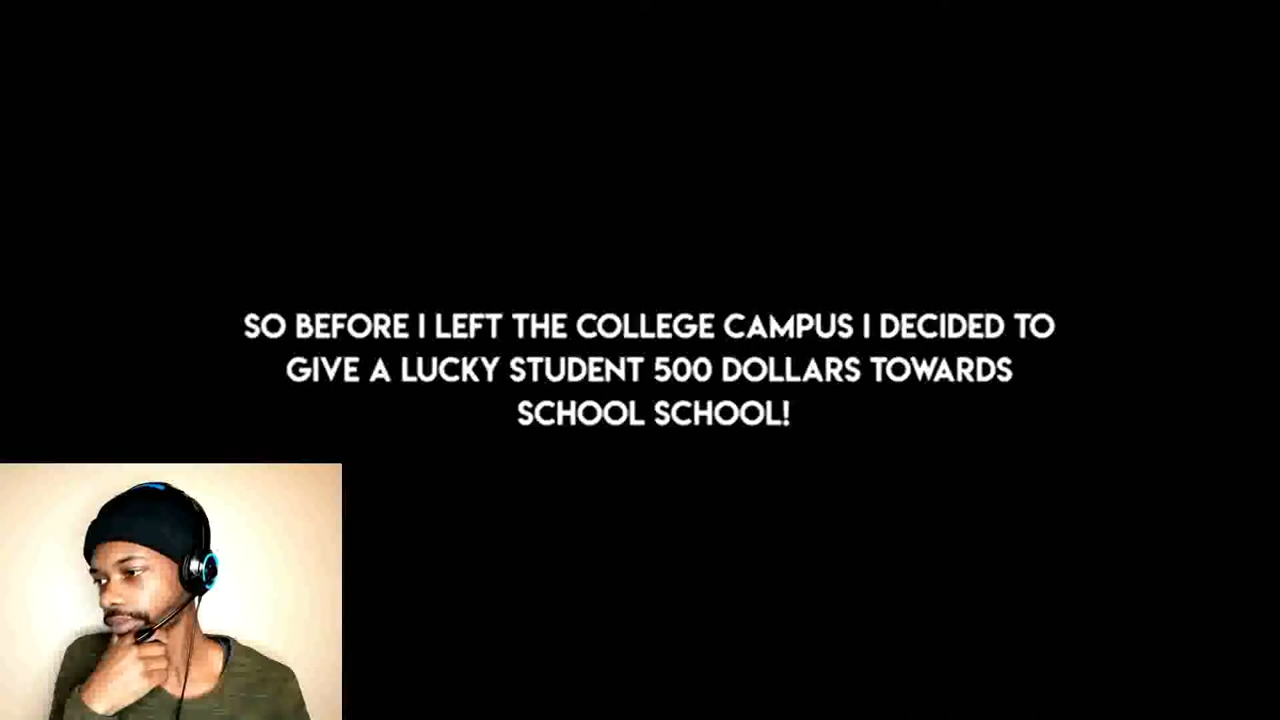 SO BEFORE I LEFT THE COLLEGE CAMPUS I DECIDED TO
GIVE A LUCKY STUDENT 500 DOLLARS TOWARDS
SCHOOL SCHOOL!